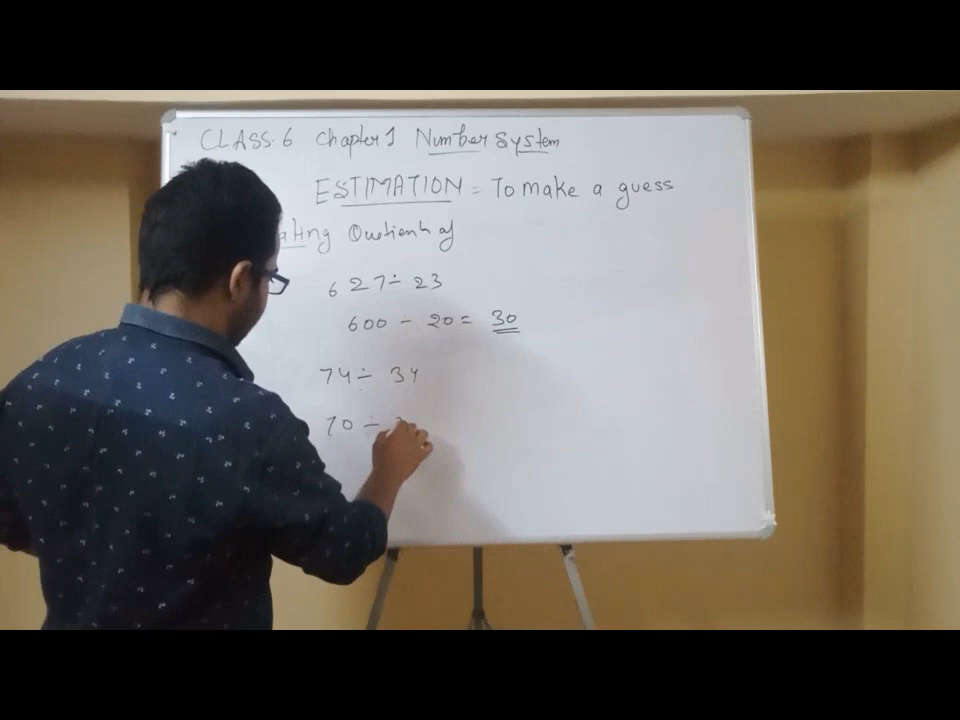 CLASS-6 Chapter 1 Number System
ESTIMATION = To make a guess
ating Quotient of
627 ÷ 23
600 ÷ 20 = 30
74 ÷ 34
70 ÷